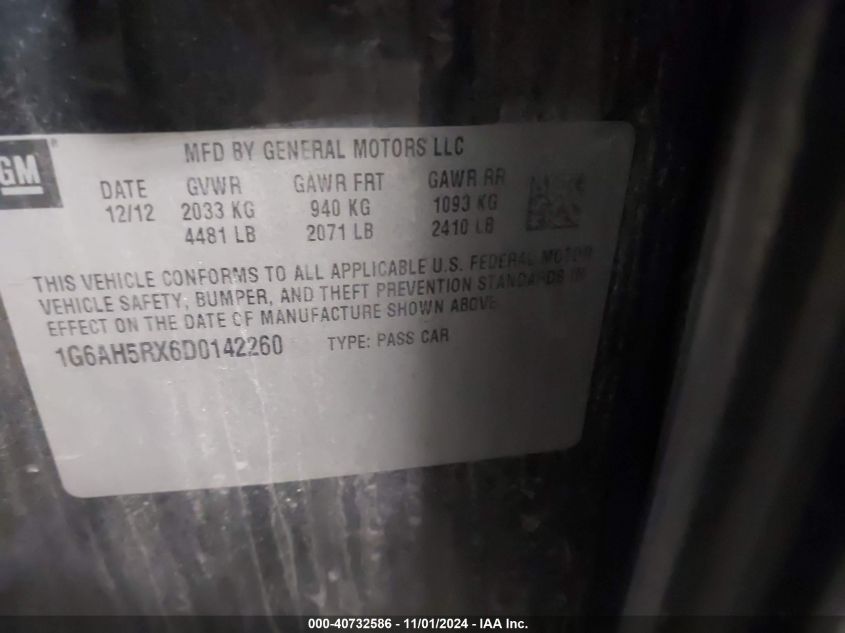 GM®
MFD BY GENERAL MOTORS LLC
DATE GVWR GAWR FRT GAWR RR
12/12 2033 KG 940 KG 1093 KG
4481 LB 2071 LB 2410 LB
THIS VEHICLE CONFORMS TO ALL APPLICABLE U.S. FEDERAL MOTOR
VEHICLE SAFETY, BUMPER, AND THEFT PREVENTION STANDARDS IN
EFFECT ON THE DATE OF MANUFACTURE SHOWN ABOVE
1G6AH5RX6D0142260 TYPE: PASS CAR
000-40732586 - 11/01/2024 - IAA Inc.